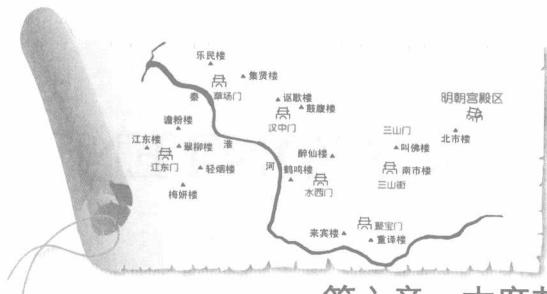 乐民楼
集贤楼
秦
草场门
讴歌楼
鼓腹楼
汉中门
明朝宫殿区
澹粉楼
江东楼
翠柳楼
江东门
淮
三山门
叫佛楼
北市楼
轻烟楼
醉仙楼
河
鹤鸣楼
南市楼
梅妍楼
水西门
三山街
聚宝门
来宾楼
重译楼